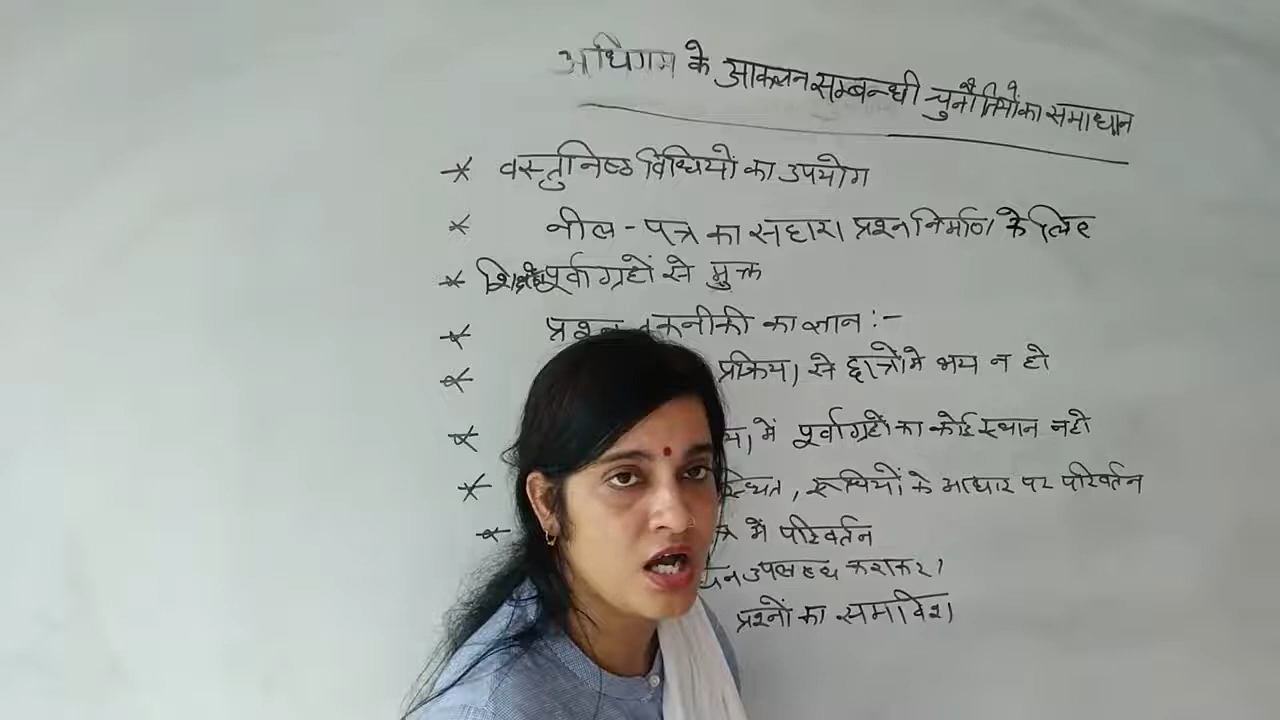 अधिगम के आकलन सम्बन्धी चुनौतियों का समाधान
* वस्तुनिष्ठ विधियों का उपयोग
* नील - पत्र का सहारा प्रश्न निर्माण के लिए
* पूर्वाग्रहों से मुक्त
* प्रश्न तकनीकी का ज्ञान :-
* प्रक्रिया से छात्रों मे भय न हो
* में पूर्वाग्रहों का कोई स्थान न हो
* रूचियों के आधार पर परिवर्तन
* में परिवर्तन
उपलब्ध कराकर।
प्रश्नों का समावेश